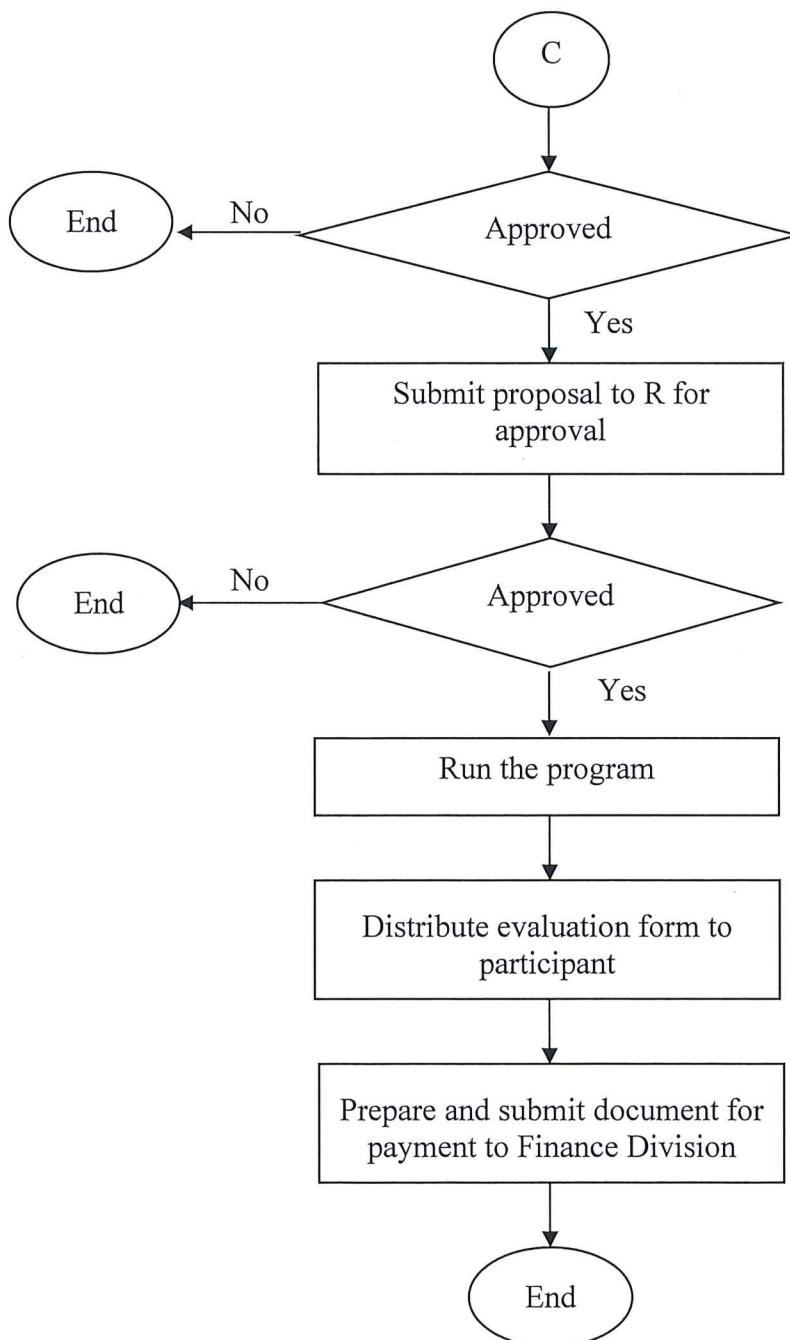 C
Approved
No
End
Yes
Submit proposal to R for
approval
Approved
No
End
Yes
Run the program
Distribute evaluation form to
participant
Prepare and submit document for
payment to Finance Division
End